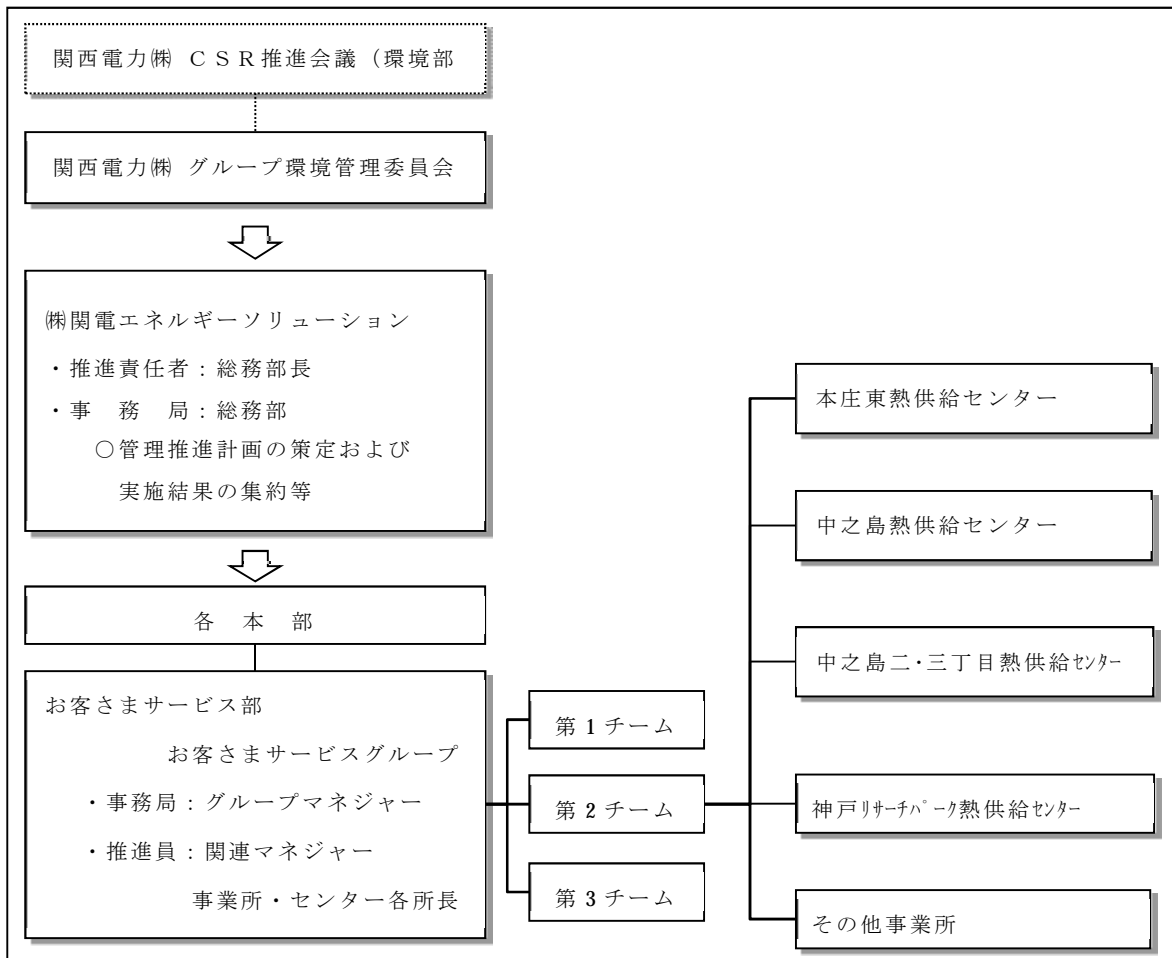 関西電力㈱ ＣＳＲ推進会議（環境部
関西電力㈱ グループ環境管理委員会
㈱関電エネルギーソリューション
・推進責任者：総務部長
・事　務　局：総務部
○管理推進計画の策定および
実施結果の集約等
各　本　部
お客さまサービス部
お客さまサービスグループ
・事務局：グループマネジャー
・推進員：関連マネジャー
事業所・センター各所長
第１チーム
第２チーム
第３チーム
本庄東熱供給センター
中之島熱供給センター
中之島二・三丁目熱供給ｾﾝﾀｰ
神戸ﾘｻｰﾁﾊﾟｰｸ熱供給ｾﾝﾀｰ
その他事業所